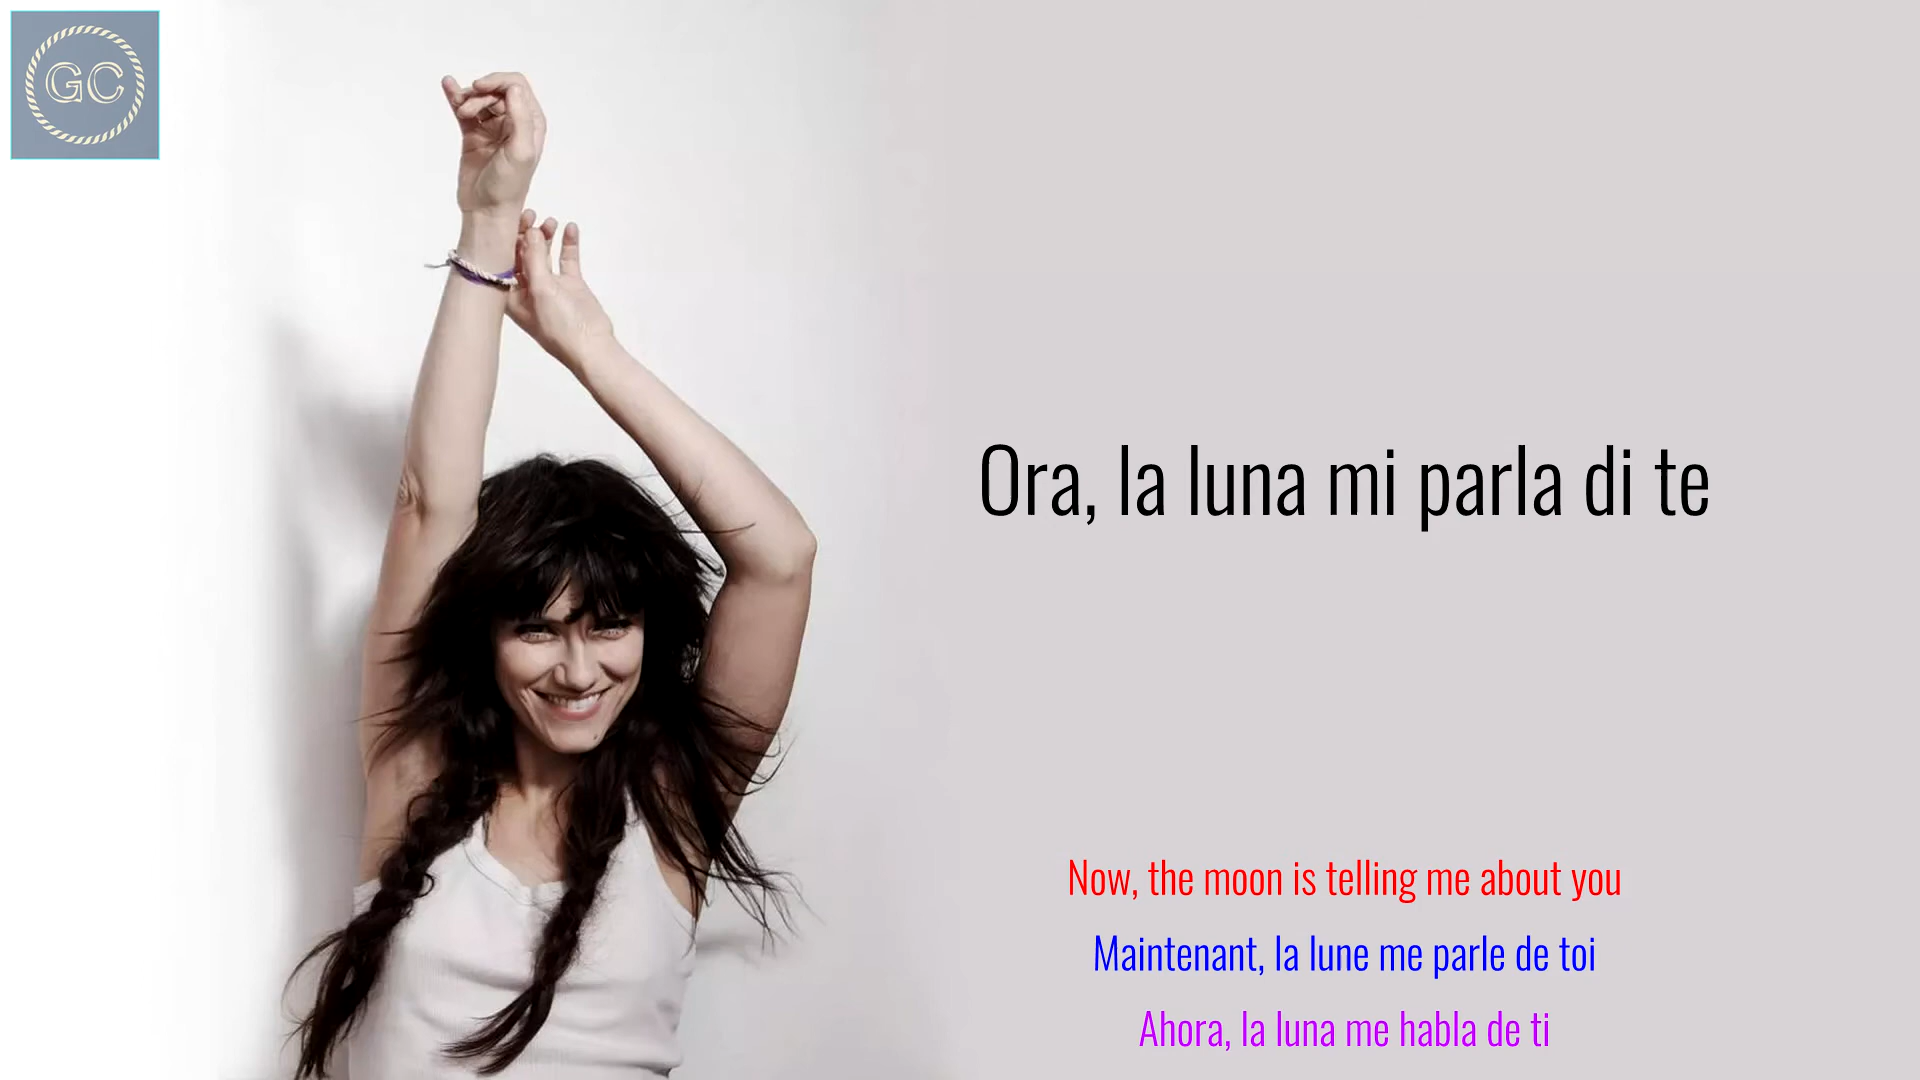 GC
Ora, la luna mi parla di te
Now, the moon is telling me about you
Maintenant, la lune me parle de toi
Ahora, la luna me habla de ti